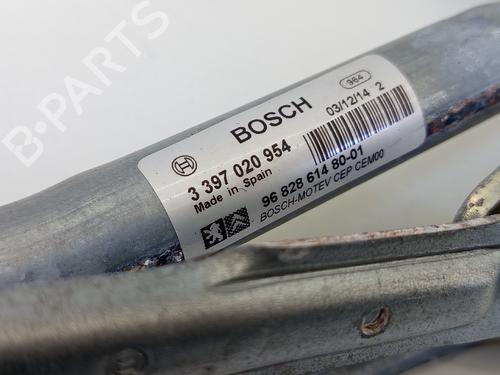 984
BOSCH
03/12/14 2
3 397 020 954
Made in Spain
96 828 614 80-01
BOSCH-MOTEV CEP CEM00
B-PARTS